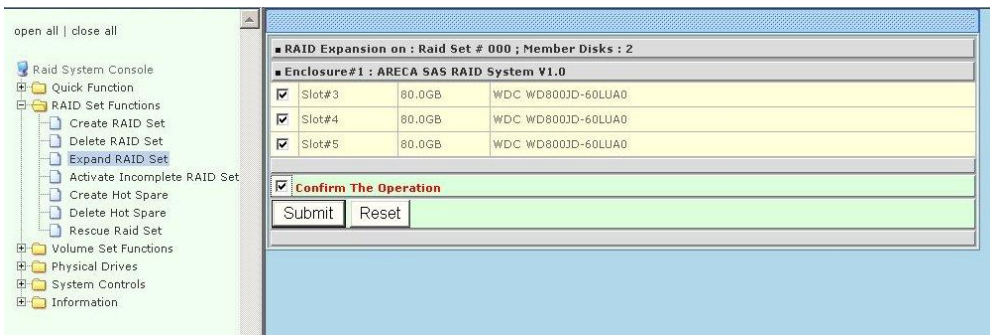 open all | close all
Raid System Console
Quick Function
RAID Set Functions
Create RAID Set
Delete RAID Set
Expand RAID Set
Activate Incomplete RAID Set
Create Hot Spare
Delete Hot Spare
Rescue Raid Set
Volume Set Functions
Physical Drives
System Controls
Information
RAID Expansion on : Raid Set # 000 ; Member Disks : 2
Enclosure#1 : ARECA SAS RAID System V1.0
Slot#3 80.0GB WDC WD800JD-60LUA0
Slot#4 80.0GB WDC WD800JD-60LUA0
Slot#5 80.0GB WDC WD800JD-60LUA0
Confirm The Operation
Submit Reset